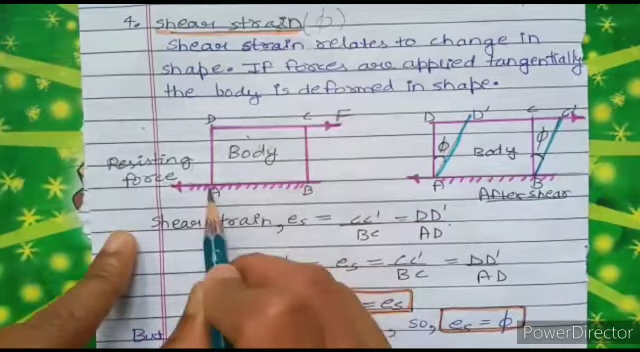 4. shear strain (ϕ)
Shear strain relates to change in
shape. If forces are applied tangentially
the body is deformed in shape.
D C F D D' C C'
Body ϕ Body ϕ
Resisting
force
A B A B
After shear
shear strain, es = CC'/BC = DD'/AD.
= es = CC'/BC = DD'/AD
= es
But , so, es = ϕ
PowerDirector